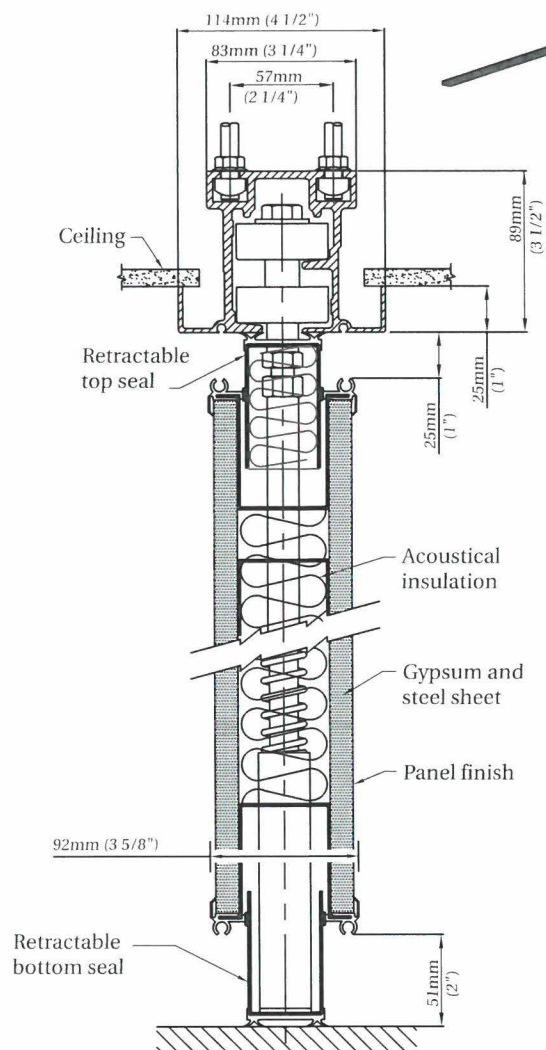 114mm (4 1/2")
83mm (3 1/4")
57mm
(2 1/4")
89mm
(3 1/2")
Ceiling
Retractable
top seal
25mm
(1")
25mm
(1")
Acoustical
insulation
Gypsum and
steel sheet
Panel finish
92mm (3 5/8")
Retractable
bottom seal
51mm
(2")